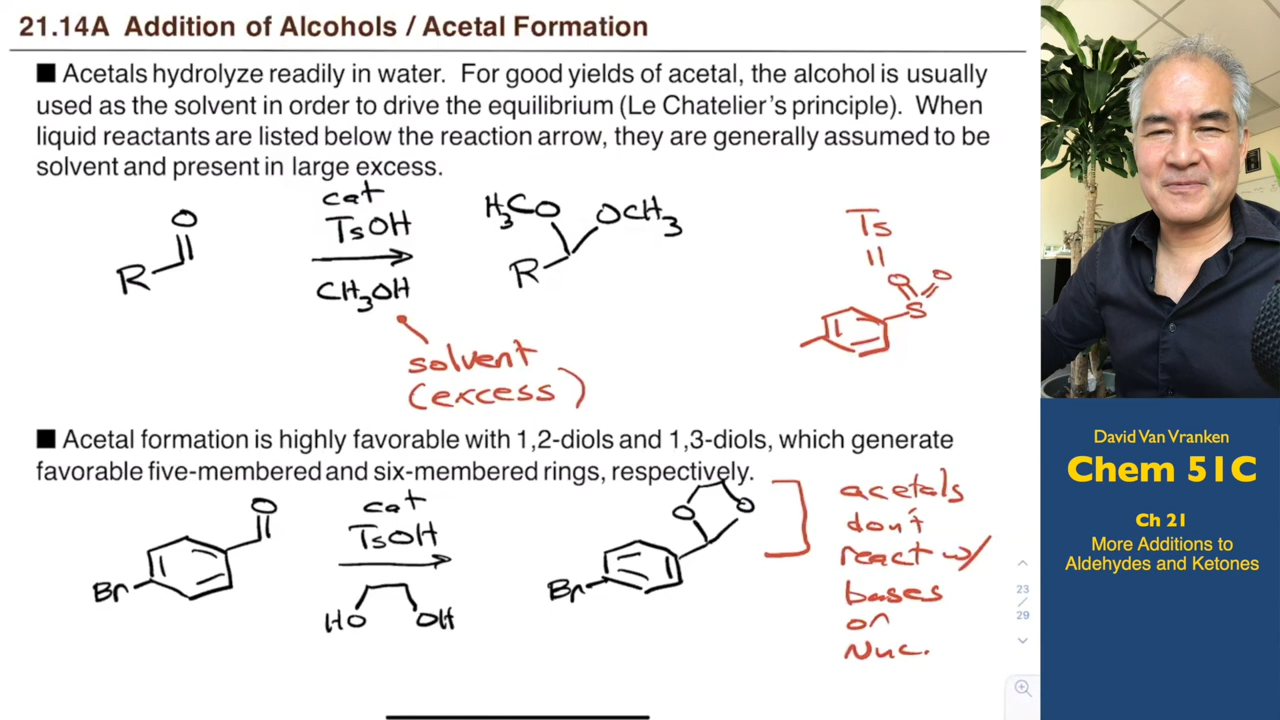 21.14A Addition of Alcohols / Acetal Formation
■ Acetals hydrolyze readily in water. For good yields of acetal, the alcohol is usually
used as the solvent in order to drive the equilibrium (Le Chatelier's principle). When
liquid reactants are listed below the reaction arrow, they are generally assumed to be
solvent and present in large excess.
cat
TsOH
CH3OH
O
R
H3CO
OCH3
R
solvent
(excess)
Ts
O
O
S
■ Acetal formation is highly favorable with 1,2-diols and 1,3-diols, which generate
favorable five-membered and six-membered rings, respectively.
cat
TsOH
HO
OH
O
Br
O
O
Br
acetals
don't
react w/
bases
or
Nuc.
David Van Vranken
Chem 51C
Ch 21
More Additions to
Aldehydes and Ketones
23
/
29